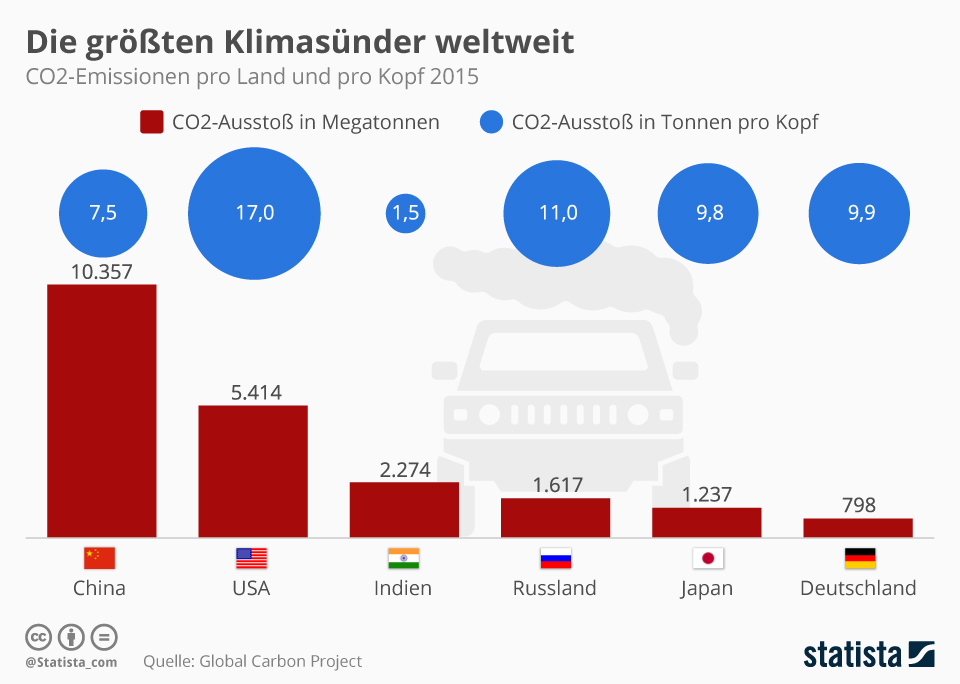 Die größten Klimasünder weltweit
CO2-Emissionen pro Land und pro Kopf 2015
CO2-Ausstoß in Megatonnen CO2-Ausstoß in Tonnen pro Kopf
7,5 17,0 1,5 11,0 9,8 9,9
10.357
5.414
2.274
1.617
1.237
798
China USA Indien Russland Japan Deutschland
cc =
@Statista_com Quelle: Global Carbon Project
statista